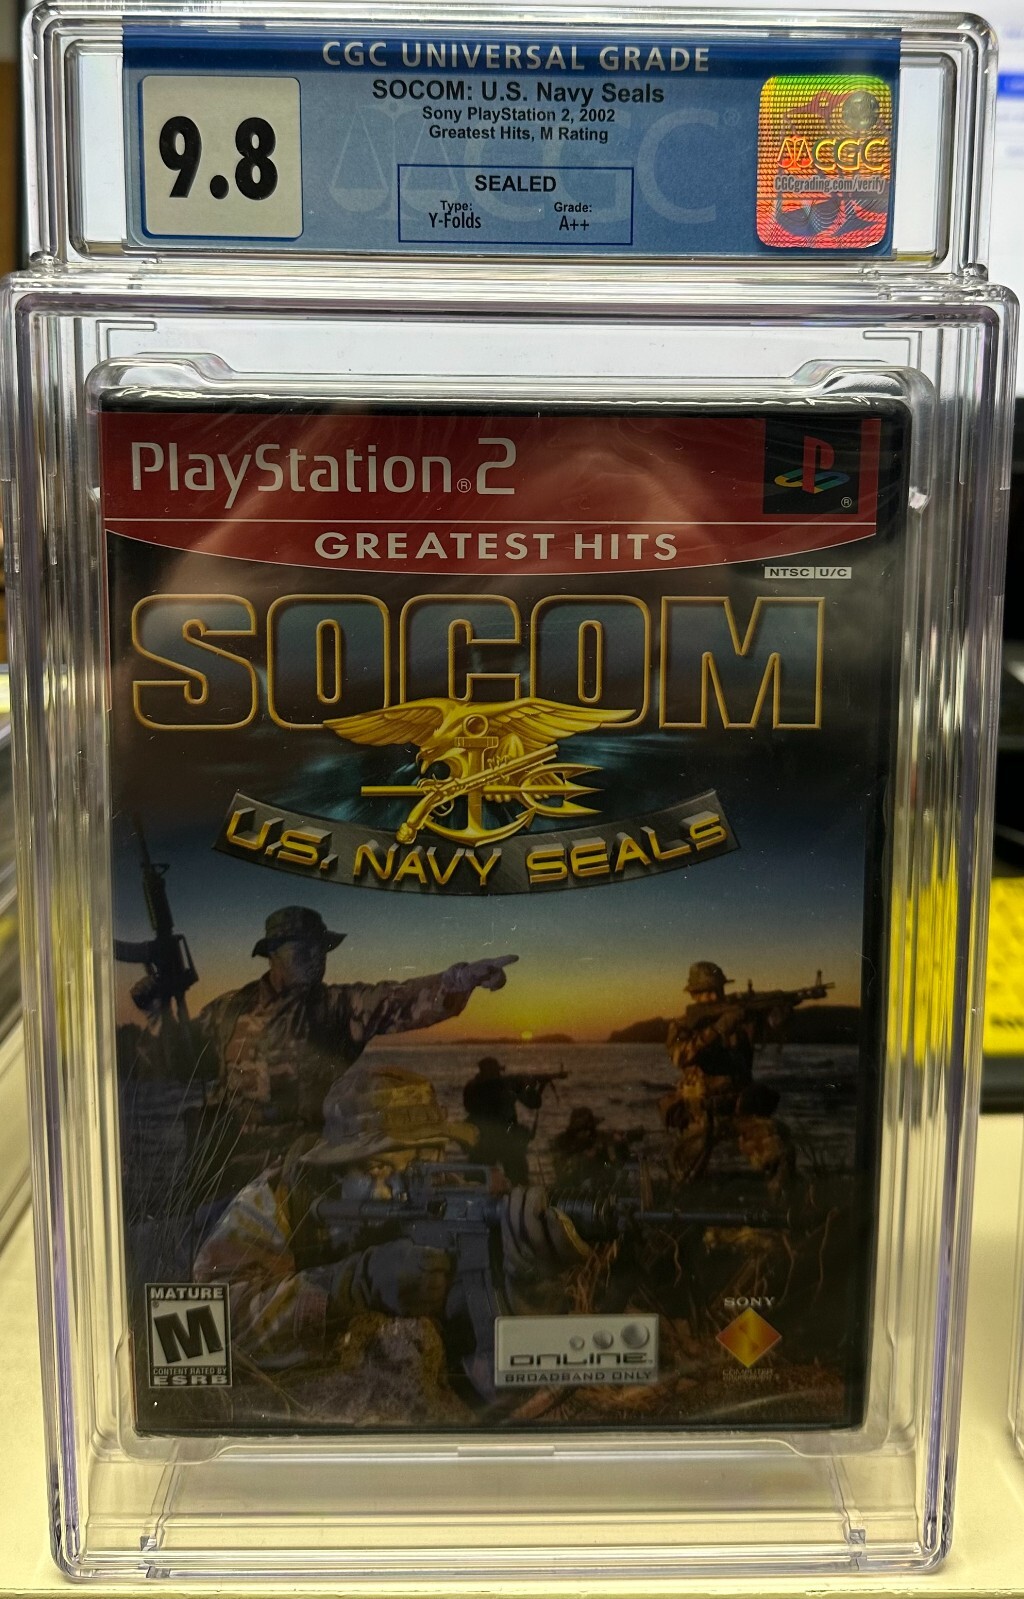 CGC UNIVERSAL GRADE
9.8
SOCOM: U.S. Navy Seals
Sony PlayStation 2, 2002
Greatest Hits, M Rating
SEALED
Type:
Y-Folds
Grade:
A++
CGC
CGCgrading.com/verify
PlayStation®2
®
GREATEST HITS
NTSC U/C
SOCOM
U.S. NAVY SEALS
MATURE
M
CONTENT RATED BY
ESRB
ONLINE
BROADBAND ONLY
SONY
COMPUTER